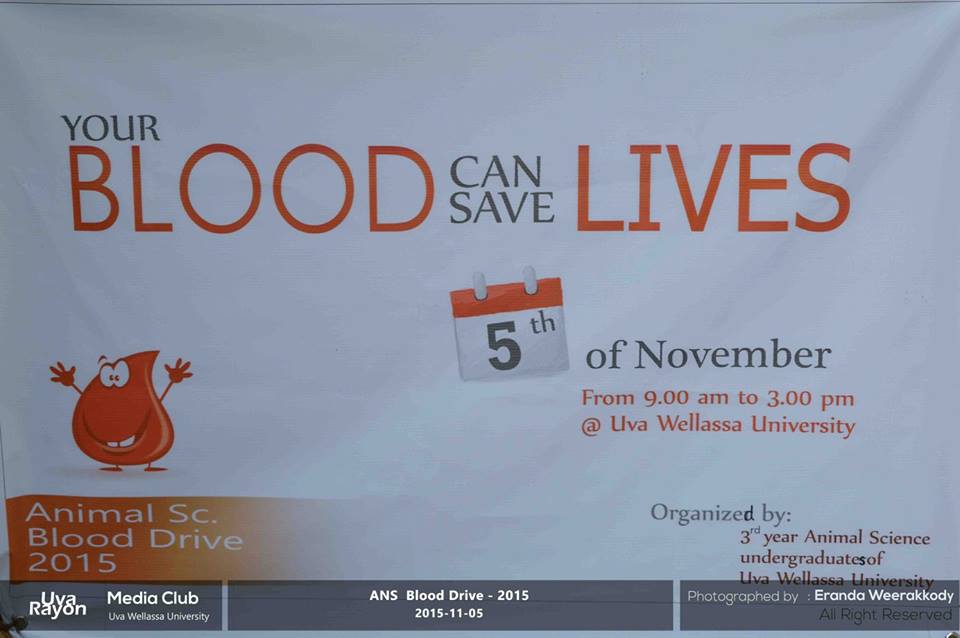 YOUR
BLOOD CAN SAVE LIVES
5th
of November
From 9.00 am to 3.00 pm
@ Uva Wellassa University
Animal Sc.
Blood Drive
2015
Organized by:
3rd year Animal Science
undergraduates of
Uva Wellassa University
Uva
Rayon
Media Club
Uva Wellassa University
ANS Blood Drive - 2015
2015-11-05
Photographed by : Eranda Weerakkody
All Right Reserved